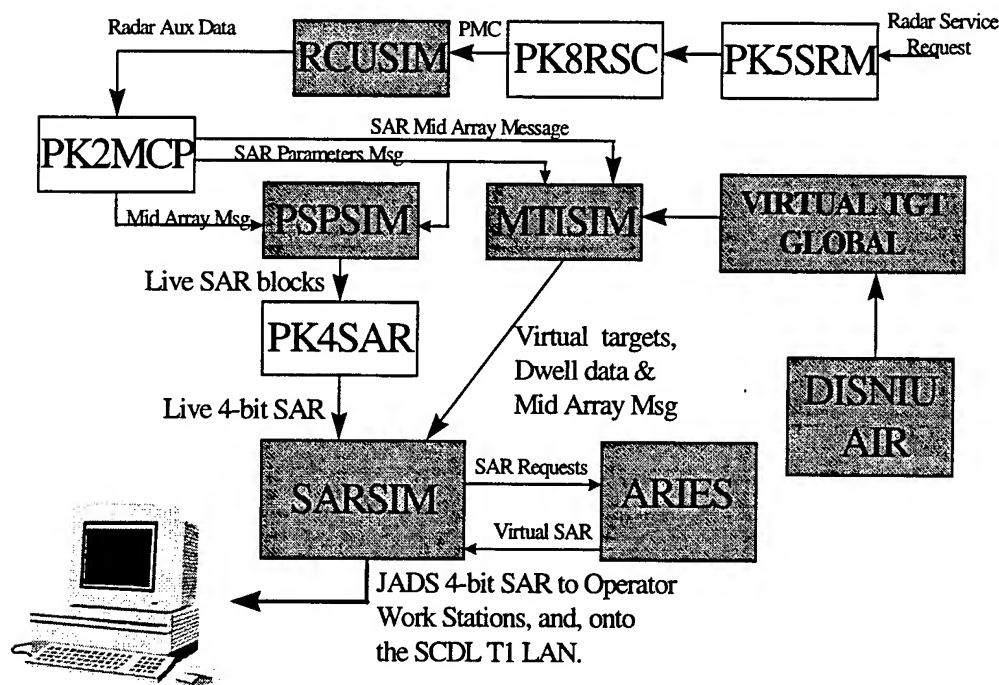 Radar Aux Data
RCUSIM
PMC
PK8RSC
PK5SRM
Radar Service
Request
PK2MCP
SAR Mid Array Message
SAR Parameters Msg
Mid Array Msg
PSPSIM
MTISIM
VIRTUAL TGT
GLOBAL
Live SAR blocks
PK4SAR
Virtual targets,
Dwell data &
Mid Array Msg
DISNIU
AIR
Live 4-bit SAR
SARSIM
SAR Requests
ARIES
Virtual SAR
JADS 4-bit SAR to Operator
Work Stations, and, onto
the SCDL T1 LAN.